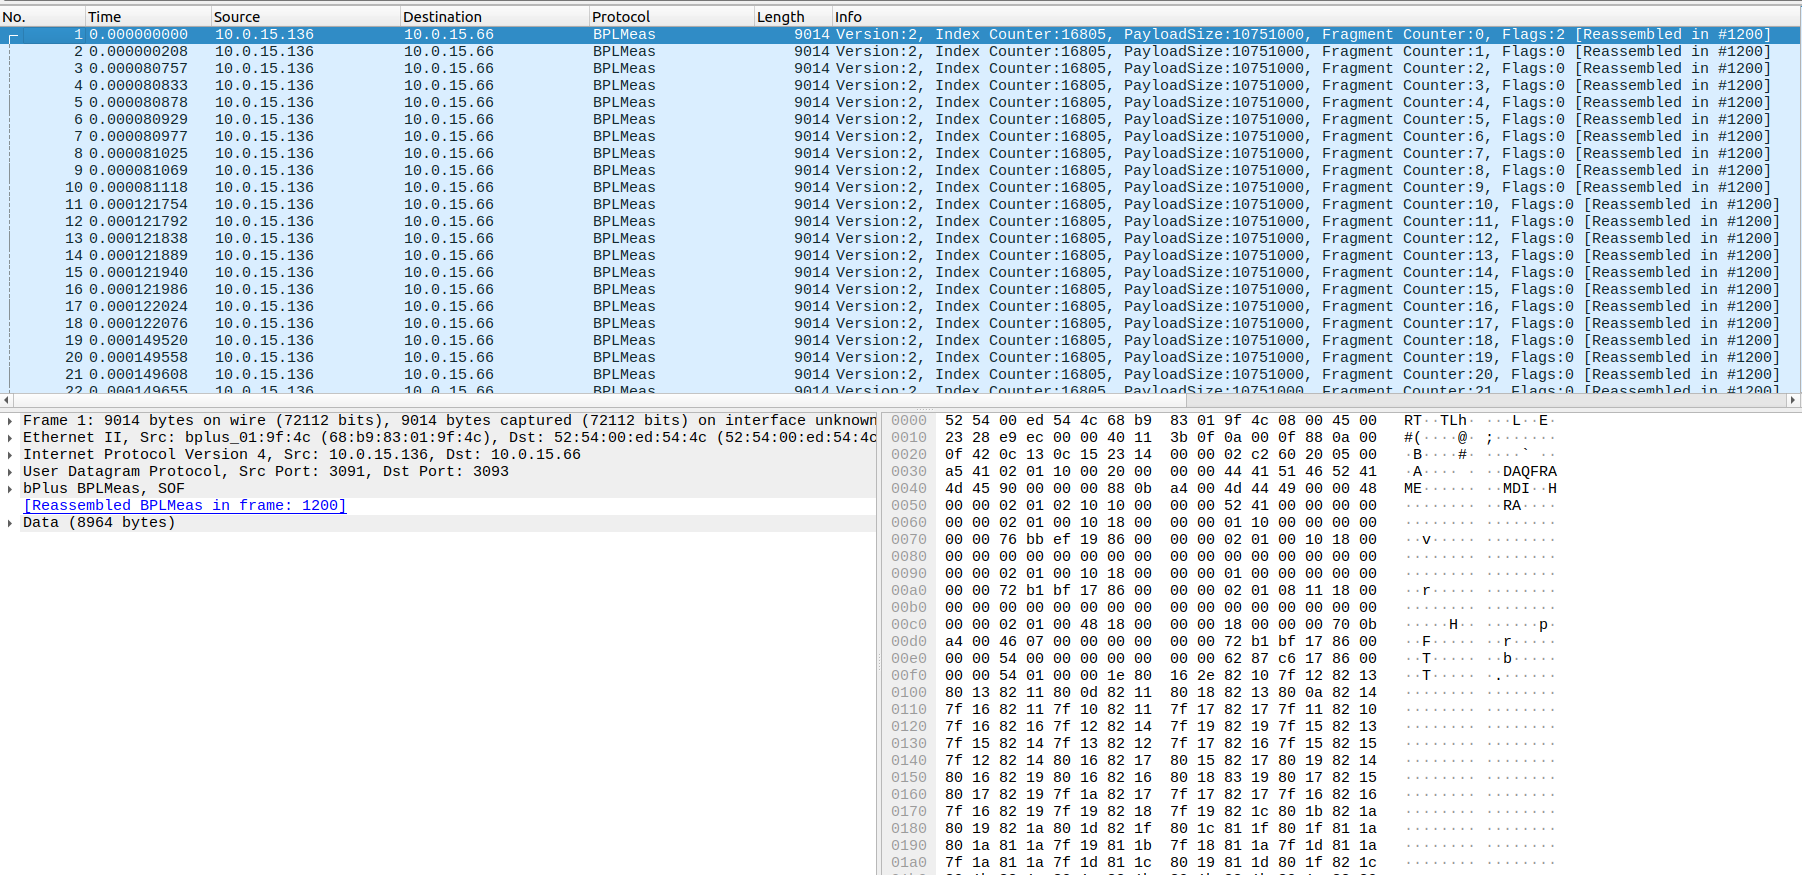 No. Time Source Destination Protocol Length Info
1 0.000000000 10.0.15.136 10.0.15.66 BPLMeas 9014 Version:2, Index Counter:16805, PayloadSize:10751000, Fragment Counter:0, Flags:2 [Reassembled in #1200]
2 0.000000208 10.0.15.136 10.0.15.66 BPLMeas 9014 Version:2, Index Counter:16805, PayloadSize:10751000, Fragment Counter:1, Flags:0 [Reassembled in #1200]
3 0.000080757 10.0.15.136 10.0.15.66 BPLMeas 9014 Version:2, Index Counter:16805, PayloadSize:10751000, Fragment Counter:2, Flags:0 [Reassembled in #1200]
4 0.000080833 10.0.15.136 10.0.15.66 BPLMeas 9014 Version:2, Index Counter:16805, PayloadSize:10751000, Fragment Counter:3, Flags:0 [Reassembled in #1200]
5 0.000080878 10.0.15.136 10.0.15.66 BPLMeas 9014 Version:2, Index Counter:16805, PayloadSize:10751000, Fragment Counter:4, Flags:0 [Reassembled in #1200]
6 0.000080929 10.0.15.136 10.0.15.66 BPLMeas 9014 Version:2, Index Counter:16805, PayloadSize:10751000, Fragment Counter:5, Flags:0 [Reassembled in #1200]
7 0.000080977 10.0.15.136 10.0.15.66 BPLMeas 9014 Version:2, Index Counter:16805, PayloadSize:10751000, Fragment Counter:6, Flags:0 [Reassembled in #1200]
8 0.000081025 10.0.15.136 10.0.15.66 BPLMeas 9014 Version:2, Index Counter:16805, PayloadSize:10751000, Fragment Counter:7, Flags:0 [Reassembled in #1200]
9 0.000081069 10.0.15.136 10.0.15.66 BPLMeas 9014 Version:2, Index Counter:16805, PayloadSize:10751000, Fragment Counter:8, Flags:0 [Reassembled in #1200]
10 0.000081118 10.0.15.136 10.0.15.66 BPLMeas 9014 Version:2, Index Counter:16805, PayloadSize:10751000, Fragment Counter:9, Flags:0 [Reassembled in #1200]
11 0.000121754 10.0.15.136 10.0.15.66 BPLMeas 9014 Version:2, Index Counter:16805, PayloadSize:10751000, Fragment Counter:10, Flags:0 [Reassembled in #1200]
12 0.000121792 10.0.15.136 10.0.15.66 BPLMeas 9014 Version:2, Index Counter:16805, PayloadSize:10751000, Fragment Counter:11, Flags:0 [Reassembled in #1200]
13 0.000121838 10.0.15.136 10.0.15.66 BPLMeas 9014 Version:2, Index Counter:16805, PayloadSize:10751000, Fragment Counter:12, Flags:0 [Reassembled in #1200]
14 0.000121889 10.0.15.136 10.0.15.66 BPLMeas 9014 Version:2, Index Counter:16805, PayloadSize:10751000, Fragment Counter:13, Flags:0 [Reassembled in #1200]
15 0.000121940 10.0.15.136 10.0.15.66 BPLMeas 9014 Version:2, Index Counter:16805, PayloadSize:10751000, Fragment Counter:14, Flags:0 [Reassembled in #1200]
16 0.000121986 10.0.15.136 10.0.15.66 BPLMeas 9014 Version:2, Index Counter:16805, PayloadSize:10751000, Fragment Counter:15, Flags:0 [Reassembled in #1200]
17 0.000122024 10.0.15.136 10.0.15.66 BPLMeas 9014 Version:2, Index Counter:16805, PayloadSize:10751000, Fragment Counter:16, Flags:0 [Reassembled in #1200]
18 0.000122076 10.0.15.136 10.0.15.66 BPLMeas 9014 Version:2, Index Counter:16805, PayloadSize:10751000, Fragment Counter:17, Flags:0 [Reassembled in #1200]
19 0.000149520 10.0.15.136 10.0.15.66 BPLMeas 9014 Version:2, Index Counter:16805, PayloadSize:10751000, Fragment Counter:18, Flags:0 [Reassembled in #1200]
20 0.000149558 10.0.15.136 10.0.15.66 BPLMeas 9014 Version:2, Index Counter:16805, PayloadSize:10751000, Fragment Counter:19, Flags:0 [Reassembled in #1200]
21 0.000149608 10.0.15.136 10.0.15.66 BPLMeas 9014 Version:2, Index Counter:16805, PayloadSize:10751000, Fragment Counter:20, Flags:0 [Reassembled in #1200]
22 0.000149655 10.0.15.136 10.0.15.66 BPLMeas 9014 Version:2, Index Counter:16805, PayloadSize:10751000, Fragment Counter:21, Flags:0 [Reassembled in #1200]
Frame 1: 9014 bytes on wire (72112 bits), 9014 bytes captured (72112 bits) on interface unknown
Ethernet II, Src: bplus_01:9f:4c (68:b9:83:01:9f:4c), Dst: 52:54:00:ed:54:4c (52:54:00:ed:54:4c
Internet Protocol Version 4, Src: 10.0.15.136, Dst: 10.0.15.66
User Datagram Protocol, Src Port: 3091, Dst Port: 3093
bPlus BPLMeas, SOF
[Reassembled BPLMeas in frame: 1200]
Data (8964 bytes)
0000 52 54 00 ed 54 4c 68 b9 83 01 9f 4c 08 00 45 00 RT··TLh· ···L··E·
0010 23 28 e9 ec 00 00 40 11 3b 0f 0a 00 0f 88 0a 00 #(····@· ;·······
0020 0f 42 0c 13 0c 15 23 14 00 00 02 c2 60 20 05 00 ·B····#· ····` ··
0030 a5 41 02 01 10 00 20 00 00 00 44 41 51 46 52 41 ·A···· · ··DAQFRA
0040 4d 45 90 00 00 00 88 0b a4 00 4d 44 49 00 00 48 ME······ ··MDI··H
0050 00 00 02 01 02 10 10 00 00 00 52 41 00 00 00 00 ········ ··RA····
0060 00 00 02 01 00 10 18 00 00 00 01 10 00 00 00 00 ········ ········
0070 00 00 76 bb ef 19 86 00 00 00 02 01 00 10 18 00 ··v····· ········
0080 00 00 00 00 00 00 00 00 00 00 00 00 00 00 00 00 ········ ········
0090 00 00 02 01 00 10 18 00 00 00 01 00 00 00 00 00 ········ ········
00a0 00 00 72 b1 bf 17 86 00 00 00 02 01 08 11 18 00 ··r····· ········
00b0 00 00 00 00 00 00 00 00 00 00 00 00 00 00 00 00 ········ ········
00c0 00 00 02 01 00 48 18 00 00 00 18 00 00 00 70 0b ·····H·· ······p·
00d0 a4 00 46 07 00 00 00 00 00 00 72 b1 bf 17 86 00 ··F····· ··r·····
00e0 00 00 54 00 00 00 00 00 00 00 62 87 c6 17 86 00 ··T····· ··b·····
00f0 00 00 54 01 00 00 1e 80 16 2e 82 10 7f 12 82 13 ··T····· ·.······
0100 80 13 82 11 80 0d 82 11 80 18 82 13 80 0a 82 14 ········ ········
0110 7f 16 82 11 7f 10 82 11 7f 17 82 17 7f 11 82 10 ········ ········
0120 7f 16 82 16 7f 12 82 14 7f 19 82 19 7f 15 82 13 ········ ········
0130 7f 15 82 14 7f 13 82 12 7f 17 82 16 7f 15 82 15 ········ ········
0140 7f 12 82 14 80 16 82 17 80 15 82 17 80 19 82 14 ········ ········
0150 80 16 82 19 80 16 82 16 80 18 83 19 80 17 82 15 ········ ········
0160 80 17 82 19 7f 1a 82 17 7f 17 82 17 7f 16 82 16 ········ ········
0170 7f 16 82 19 7f 19 82 18 7f 19 82 1c 80 1b 82 1a ········ ········
0180 80 19 82 1a 80 1d 82 1f 80 1c 81 1f 80 1f 81 1a ········ ········
0190 80 1a 81 1a 7f 19 81 1b 7f 18 81 1a 7f 1d 81 1a ········ ········
01a0 7f 1a 81 1a 7f 1d 81 1c 80 19 81 1d 80 1f 82 1c ········ ········